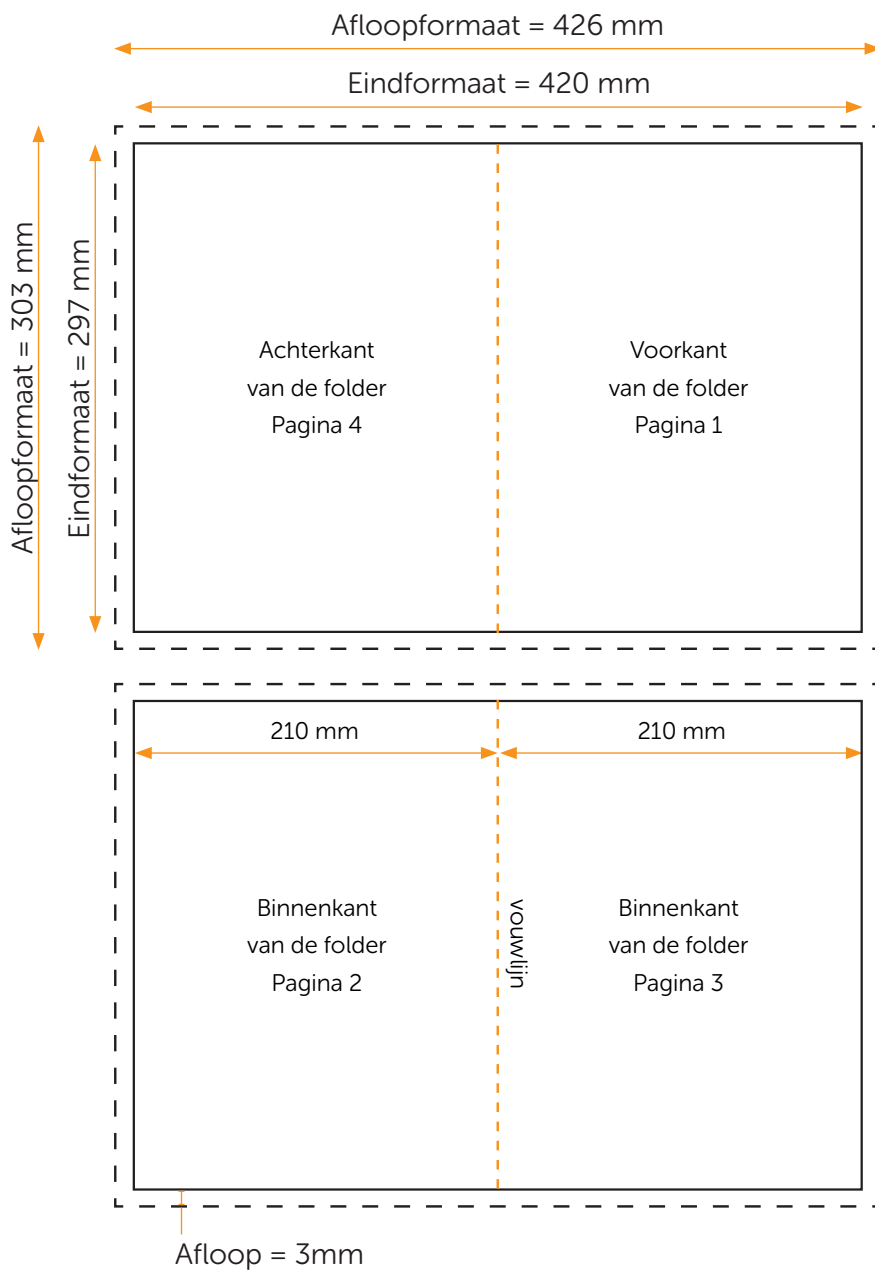 Afloopformaat = 426 mm
Eindformaat = 420 mm
Afloopformaat = 303 mm
Eindformaat = 297 mm
Achterkant
van de folder
Pagina 4
Voorkant
van de folder
Pagina 1
210 mm
210 mm
Binnenkant
van de folder
Pagina 2
vouwlijn
Binnenkant
van de folder
Pagina 3
Afloop = 3mm